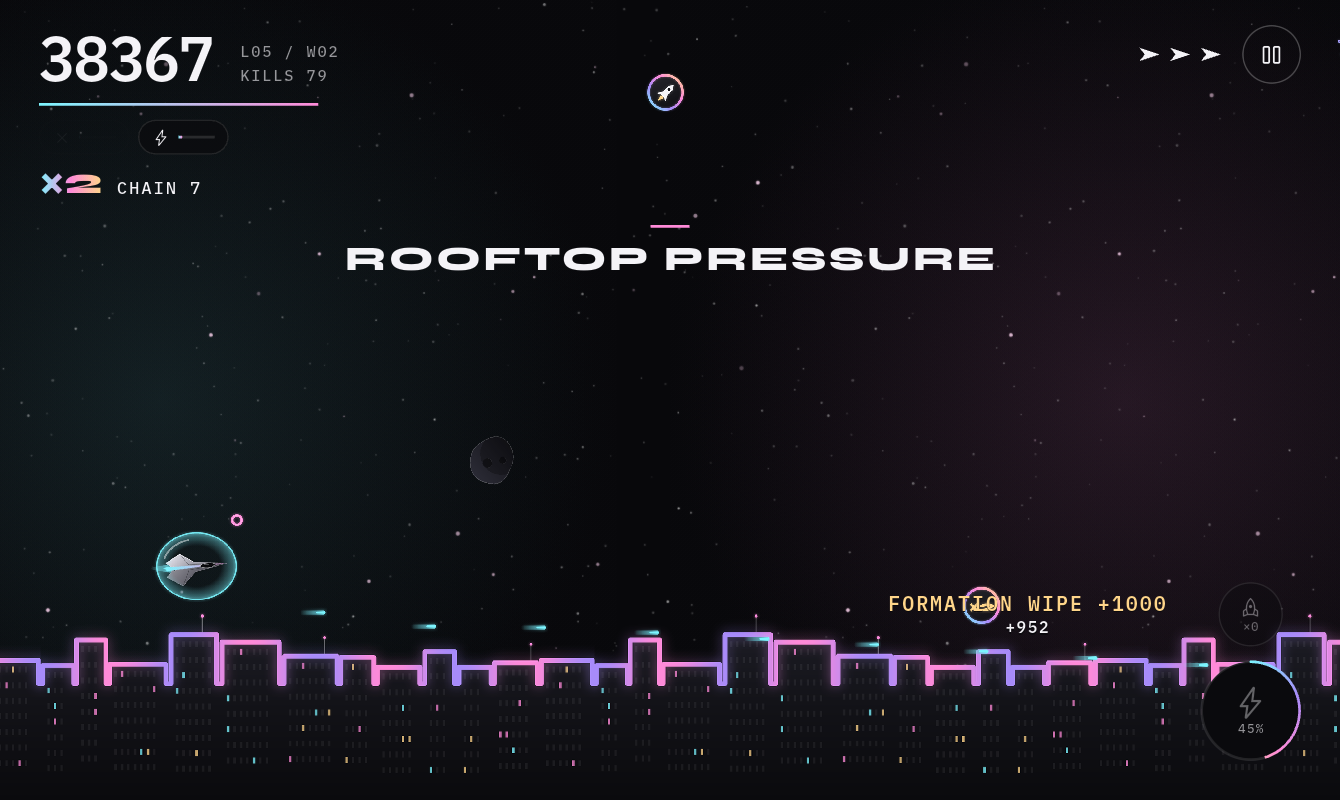 38367
L05 / W02
KILLS 79
×2 CHAIN 7
ROOFTOP PRESSURE
FORMATION WIPE +1000
+952
×0
45%